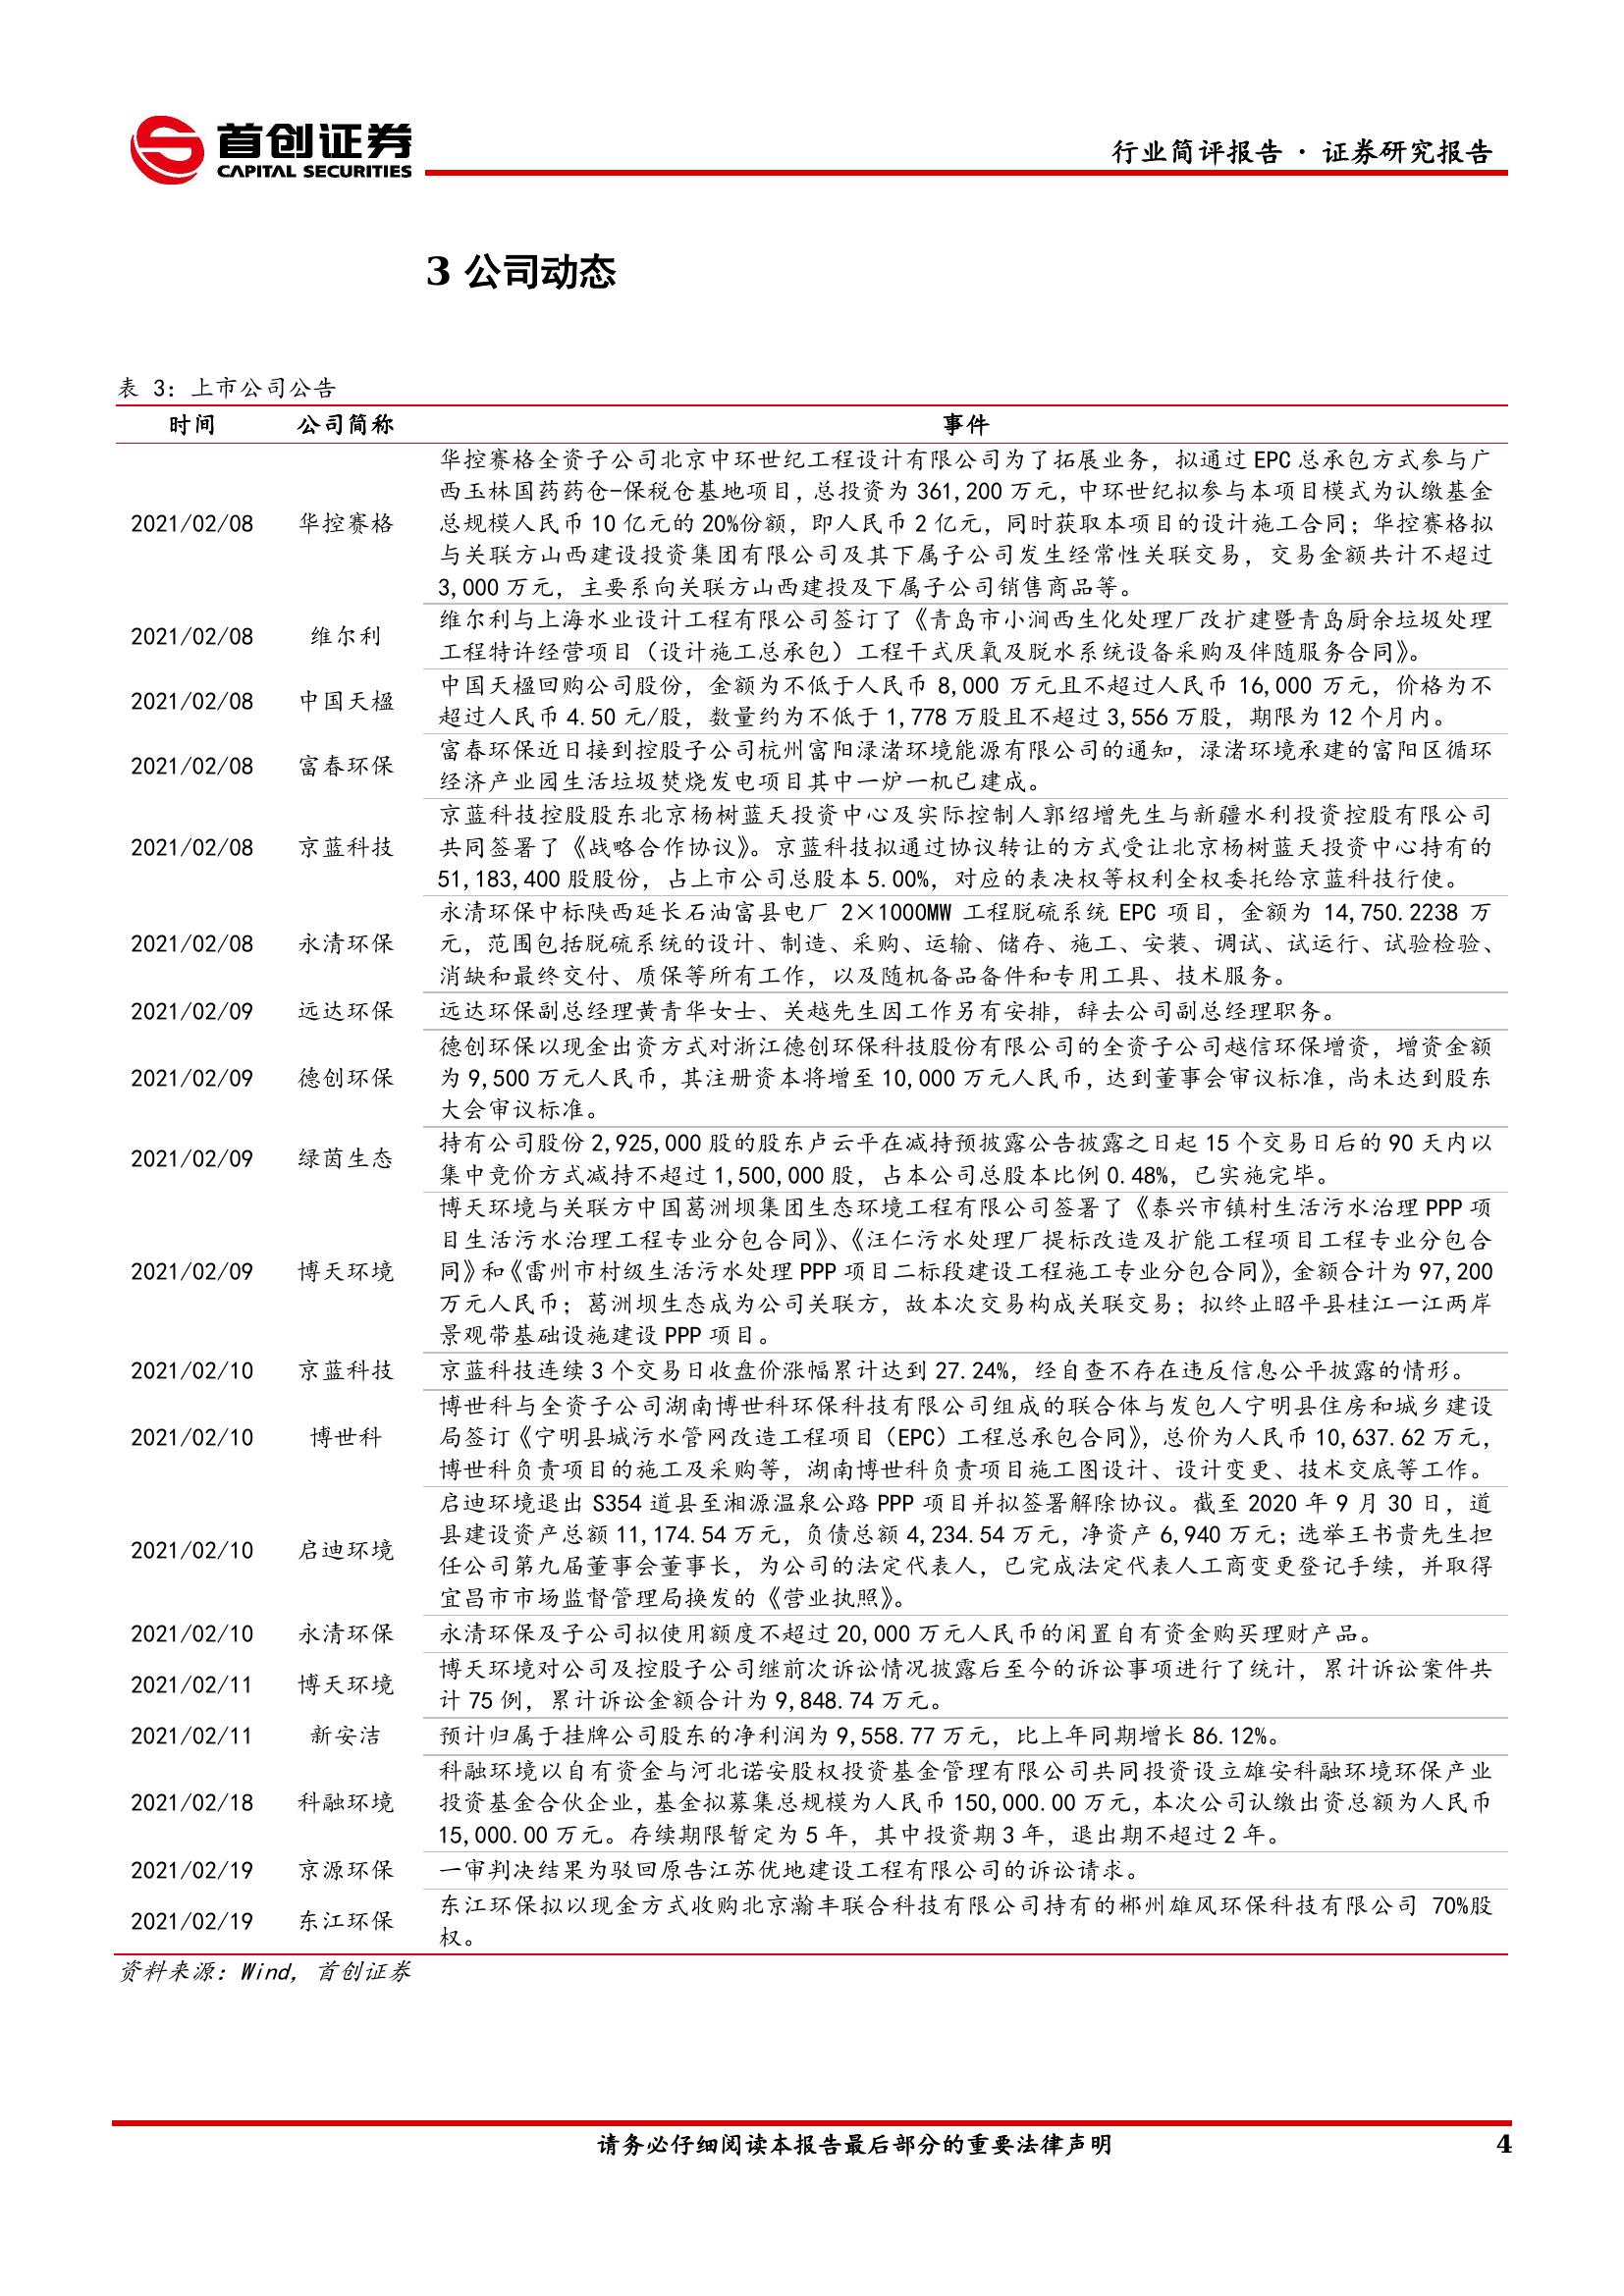 首创证券
CAPITAL SECURITIES
行业简评报告 · 证券研究报告
3 公司动态
表 3：上市公司公告
时间 公司简称 事件
华控赛格全资子公司北京中环世纪工程设计有限公司为了拓展业务，拟通过 EPC 总承包方式参与广
西玉林国药药仓-保税仓基地项目，总投资为 361,200 万元，中环世纪拟参与本项目模式为认缴基金
2021/02/08 华控赛格 总规模人民币 10 亿元的 20%份额，即人民币 2 亿元，同时获取本项目的设计施工合同；华控赛格拟
与关联方山西建设投资集团有限公司及其下属子公司发生经常性关联交易，交易金额共计不超过
3,000 万元，主要系向关联方山西建投及下属子公司销售商品等。
2021/02/08 维尔利 维尔利与上海水业设计工程有限公司签订了《青岛市小涧西生化处理厂改扩建暨青岛厨余垃圾处理
工程特许经营项目（设计施工总承包）工程干式厌氧及脱水系统设备采购及伴随服务合同》。
2021/02/08 中国天楹 中国天楹回购公司股份，金额为不低于人民币 8,000 万元且不超过人民币 16,000 万元，价格为不
超过人民币 4.50 元/股，数量约为不低于 1,778 万股且不超过 3,556 万股，期限为 12 个月内。
2021/02/08 富春环保 富春环保近日接到控股子公司杭州富阳渌渚环境能源有限公司的通知，渌渚环境承建的富阳区循环
经济产业园生活垃圾焚烧发电项目其中一炉一机已建成。
京蓝科技控股股东北京杨树蓝天投资中心及实际控制人郭绍增先生与新疆水利投资控股有限公司
2021/02/08 京蓝科技 共同签署了《战略合作协议》。京蓝科技拟通过协议转让的方式受让北京杨树蓝天投资中心持有的
51,183,400 股股份，占上市公司总股本 5.00%，对应的表决权等权利全权委托给京蓝科技行使。
永清环保中标陕西延长石油富县电厂 2×1000MW 工程脱硫系统 EPC 项目，金额为 14,750.2238 万
2021/02/08 永清环保 元，范围包括脱硫系统的设计、制造、采购、运输、储存、施工、安装、调试、试运行、试验检验、
消缺和最终交付、质保等所有工作，以及随机备品备件和专用工具、技术服务。
2021/02/09 远达环保 远达环保副总经理黄青华女士、关越先生因工作另有安排，辞去公司副总经理职务。
德创环保以现金出资方式对浙江德创环保科技股份有限公司的全资子公司越信环保增资，增资金额
2021/02/09 德创环保 为 9,500 万元人民币，其注册资本将增至 10,000 万元人民币，达到董事会审议标准，尚未达到股东
大会审议标准。
2021/02/09 绿茵生态 持有公司股份 2,925,000 股的股东卢云平在减持预披露公告披露之日起 15 个交易日后的 90 天内以
集中竞价方式减持不超过 1,500,000 股，占本公司总股本比例 0.48%，已实施完毕。
博天环境与关联方中国葛洲坝集团生态环境工程有限公司签署了《泰兴市镇村生活污水治理 PPP 项
目生活污水治理工程专业分包合同》、《汪仁污水处理厂提标改造及扩能工程项目工程专业分包合
2021/02/09 博天环境 同》和《雷州市村级生活污水处理 PPP 项目二标段建设工程施工专业分包合同》，金额合计为 97,200
万元人民币；葛洲坝生态成为公司关联方，故本次交易构成关联交易；拟终止昭平县桂江一江两岸
景观带基础设施建设 PPP 项目。
2021/02/10 京蓝科技 京蓝科技连续 3 个交易日收盘价涨幅累计达到 27.24%，经自查不存在违反信息公平披露的情形。
博世科与全资子公司湖南博世科环保科技有限公司组成的联合体与发包人宁明县住房和城乡建设
2021/02/10 博世科 局签订《宁明县城污水管网改造工程项目（EPC）工程总承包合同》，总价为人民币 10,637.62 万元，
博世科负责项目的施工及采购等，湖南博世科负责项目施工图设计、设计变更、技术交底等工作。
启迪环境退出 S354 道县至湘源温泉公路 PPP 项目并拟签署解除协议。截至 2020 年 9 月 30 日，道
县建设资产总额 11,174.54 万元，负债总额 4,234.54 万元，净资产 6,940 万元；选举王书贵先生担
2021/02/10 启迪环境 任公司第九届董事会董事长，为公司的法定代表人，已完成法定代表人工商变更登记手续，并取得
宜昌市市场监督管理局换发的《营业执照》。
2021/02/10 永清环保 永清环保及子公司拟使用额度不超过 20,000 万元人民币的闲置自有资金购买理财产品。
2021/02/11 博天环境 博天环境对公司及控股子公司继前次诉讼情况披露后至今的诉讼事项进行了统计，累计诉讼案件共
计 75 例，累计诉讼金额合计为 9,848.74 万元。
2021/02/11 新安洁 预计归属于挂牌公司股东的净利润为 9,558.77 万元，比上年同期增长 86.12%。
科融环境以自有资金与河北诺安股权投资基金管理有限公司共同投资设立雄安科融环境环保产业
2021/02/18 科融环境 投资基金合伙企业，基金拟募集总规模为人民币 150,000.00 万元，本次公司认缴出资总额为人民币
15,000.00 万元。存续期限暂定为 5 年，其中投资期 3 年，退出期不超过 2 年。
2021/02/19 京源环保 一审判决结果为驳回原告江苏优地建设工程有限公司的诉讼请求。
2021/02/19 东江环保 东江环保拟以现金方式收购北京瀚丰联合科技有限公司持有的郴州雄风环保科技有限公司 70%股
权。
资料来源：Wind，首创证券
请务必仔细阅读本报告最后部分的重要法律声明 4